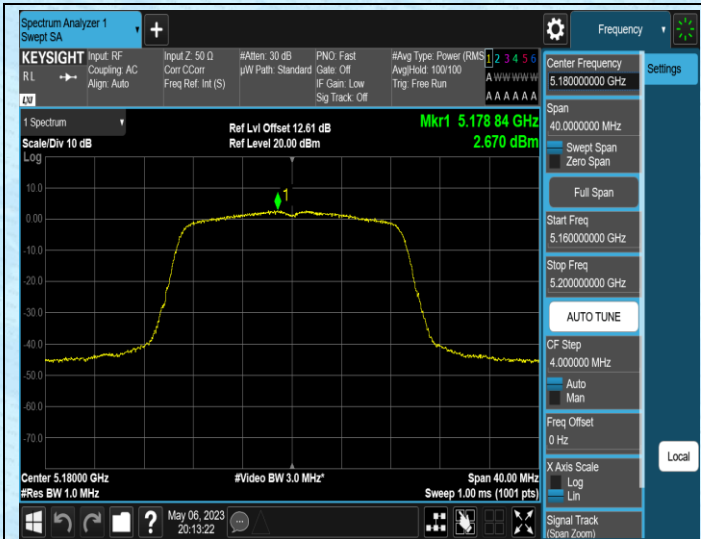 Spectrum Analyzer 1
Swept SA
+
Frequency
KEYSIGHT
R L
LXI
Input: RF
Coupling: AC
Align: Auto
Input Z: 50 Ω
Corr CCorr
Freq Ref: Int (S)
#Atten: 30 dB
µW Path: Standard
PNO: Fast
Gate: Off
IF Gain: Low
Sig Track: Off
#Avg Type: Power (RMS
Avg|Hold: 100/100
Trig: Free Run
1 2 3 4 5 6
A W W W W W
A A A A A A
1 Spectrum
Scale/Div 10 dB
Log
Ref Lvl Offset 12.61 dB
Ref Level 20.00 dBm
Mkr1 5.178 84 GHz
2.670 dBm
1
10.0
0.00
-10.0
-20.0
-30.0
-40.0
-50.0
-60.0
-70.0
Center 5.18000 GHz
#Res BW 1.0 MHz
#Video BW 3.0 MHz*
Span 40.00 MHz
Sweep 1.00 ms (1001 pts)
?
May 06, 2023
20:13:22
Center Frequency
5.180000000 GHz
Span
40.0000000 MHz
Swept Span
Zero Span
Full Span
Start Freq
5.160000000 GHz
Stop Freq
5.200000000 GHz
AUTO TUNE
CF Step
4.000000 MHz
Auto
Man
Freq Offset
0 Hz
X Axis Scale
Log
Lin
Signal Track
(Span Zoom)
Settings
Local